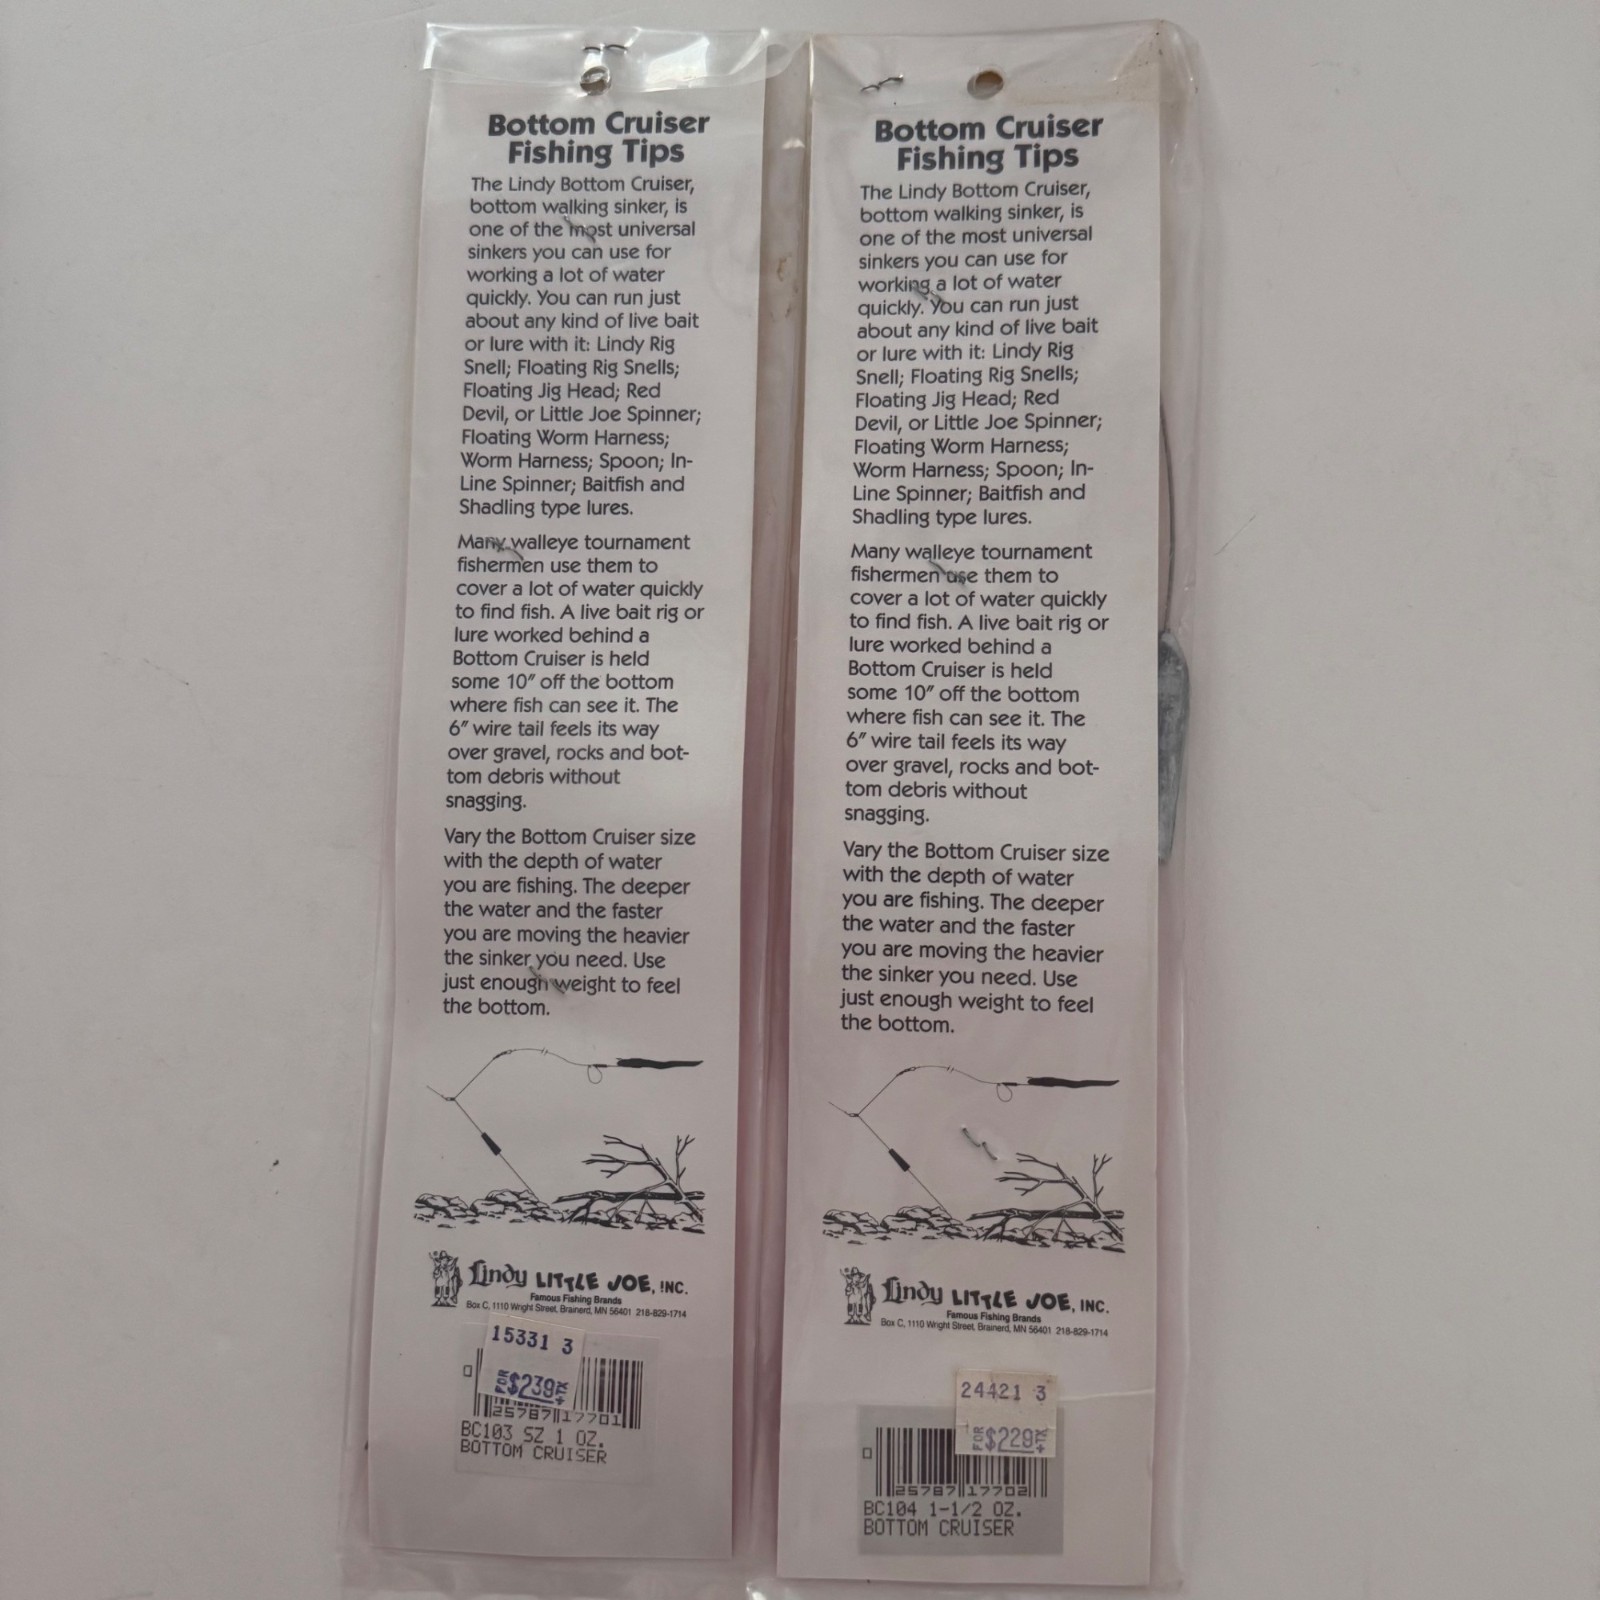 Bottom Cruiser
Fishing Tips
The Lindy Bottom Cruiser,
bottom walking sinker, is
one of the most universal
sinkers you can use for
working a lot of water
quickly. You can run just
about any kind of live bait
or lure with it: Lindy Rig
Snell; Floating Rig Snells;
Floating Jig Head; Red
Devil, or Little Joe Spinner;
Floating Worm Harness;
Worm Harness; Spoon; In-
Line Spinner; Baitfish and
Shadling type lures.
Many walleye tournament
fishermen use them to
cover a lot of water quickly
to find fish. A live bait rig or
lure worked behind a
Bottom Cruiser is held
some 10″ off the bottom
where fish can see it. The
6″ wire tail feels its way
over gravel, rocks and bot-
tom debris without
snagging.
Vary the Bottom Cruiser size
with the depth of water
you are fishing. The deeper
the water and the faster
you are moving the heavier
the sinker you need. Use
just enough weight to feel
the bottom.
Lindy LITTLE JOE, INC.
Famous Fishing Brands
Box C, 1110 Wright Street, Brainerd, MN 56401 218-829-1714
15331 3
FOR $239 +TX
25787 17701
BC103 SZ 1 OZ.
BOTTOM CRUISER
Bottom Cruiser
Fishing Tips
The Lindy Bottom Cruiser,
bottom walking sinker, is
one of the most universal
sinkers you can use for
working a lot of water
quickly. You can run just
about any kind of live bait
or lure with it: Lindy Rig
Snell; Floating Rig Snells;
Floating Jig Head; Red
Devil, or Little Joe Spinner;
Floating Worm Harness;
Worm Harness; Spoon; In-
Line Spinner; Baitfish and
Shadling type lures.
Many walleye tournament
fishermen use them to
cover a lot of water quickly
to find fish. A live bait rig or
lure worked behind a
Bottom Cruiser is held
some 10″ off the bottom
where fish can see it. The
6″ wire tail feels its way
over gravel, rocks and bot-
tom debris without
snagging.
Vary the Bottom Cruiser size
with the depth of water
you are fishing. The deeper
the water and the faster
you are moving the heavier
the sinker you need. Use
just enough weight to feel
the bottom.
Lindy LITTLE JOE, INC.
Famous Fishing Brands
Box C, 1110 Wright Street, Brainerd, MN 56401 218-829-1714
24421 3
FOR $229 +TX
25787 17702
BC104 1-1/2 OZ.
BOTTOM CRUISER